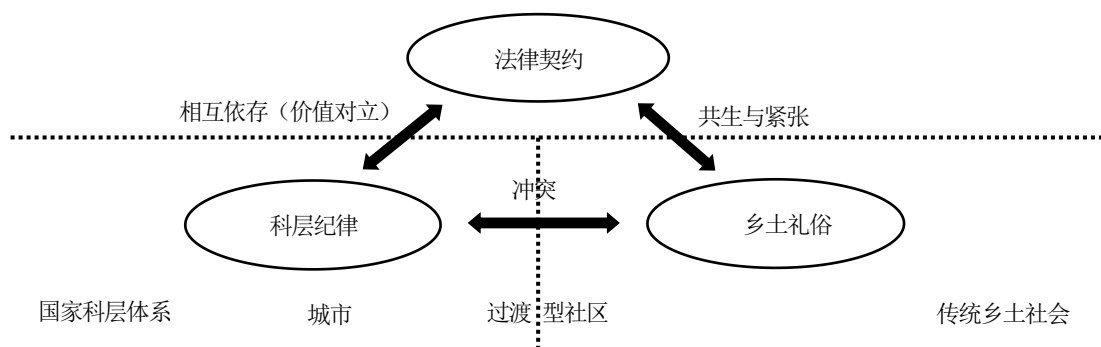 法律契约
相互依存（价值对立）
共生与紧张
冲突
科层纪律
乡土礼俗
国家科层体系
城市
过渡型社区
传统乡土社会